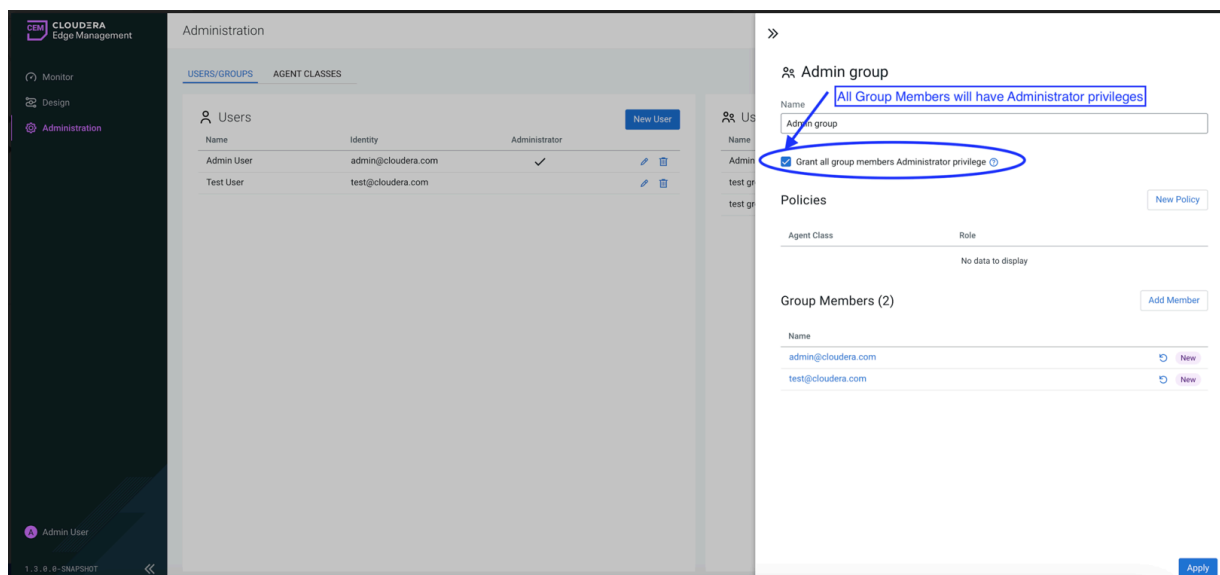 CEM CLOUDERA
Edge Management
Monitor
Design
Administration
A Admin User
1.3.0.0-SNAPSHOT
Administration
USERS/GROUPS AGENT CLASSES
Users
New User
Name Identity Administrator
Admin User admin@cloudera.com
Test User test@cloudera.com
Us
Name
Admin
test gr
test gr
Admin group
All Group Members will have Administrator privileges
Name
Admin group
Grant all group members Administrator privilege
Policies
New Policy
Agent Class Role
No data to display
Group Members (2)
Add Member
Name
admin@cloudera.com New
test@cloudera.com New
Apply